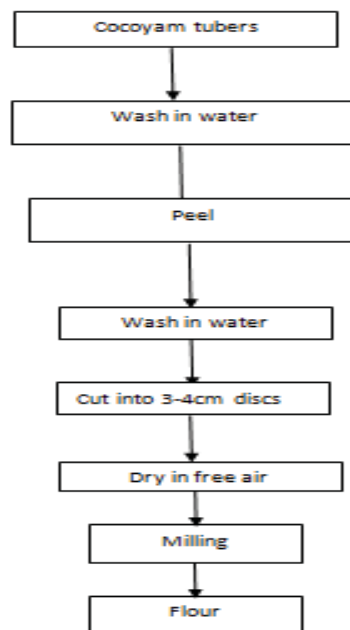 Cocoyam tubers
Wash in water
Peel
Wash in water
Cut into 3-4cm discs
Dry in free air
Milling
Flour